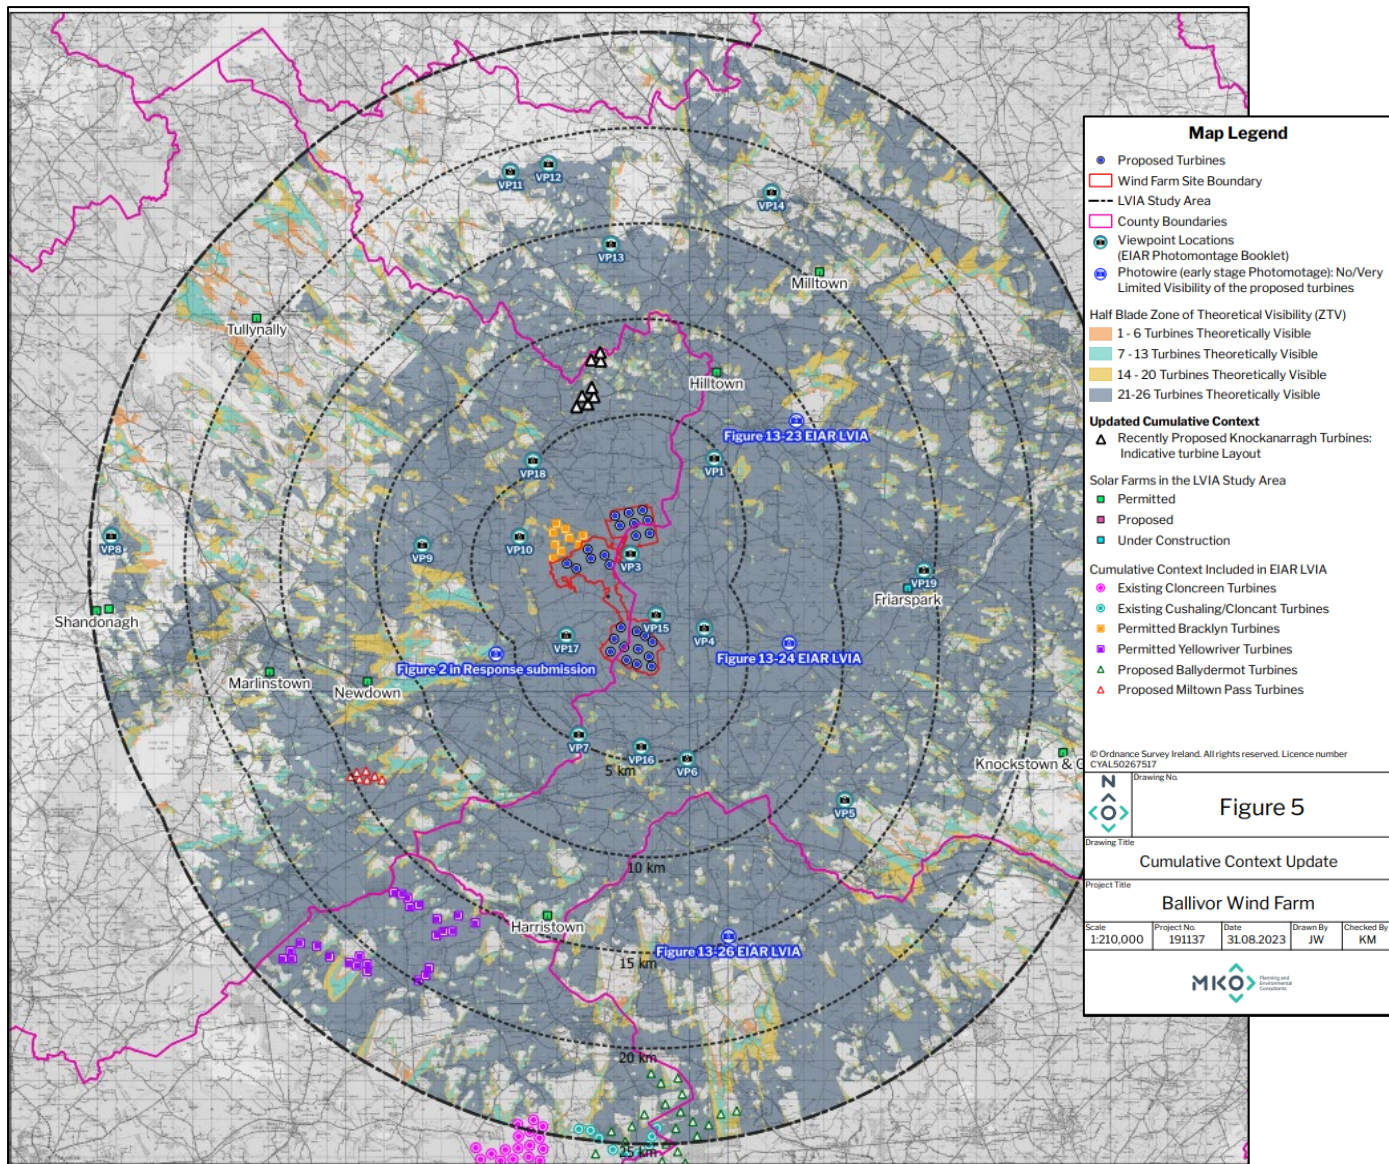 VP11
VP12
VP14
VP13
Milltown
Tullynally
Hilltown
Figure 13-23 EIAR LVIA
VP18
VP1
VP8
VP10
VP9
VP3
VP19
Friarspark
Shandonagh
VP15
VP4
VP17
Figure 2 in Response submission
Figure 13-24 EIAR LVIA
Marlinstown
Newdown
VP7
VP16
VP6
5 km
Knockstown & G
VP5
10 km
Harristown
Figure 13-26 EIAR LVIA
15 km
20 km
25 km
Map Legend
Proposed Turbines
Wind Farm Site Boundary
LVIA Study Area
County Boundaries
Viewpoint Locations
(EIAR Photomontage Booklet)
Photowire (early stage Photomotage): No/Very
Limited Visibility of the proposed turbines
Half Blade Zone of Theoretical Visibility (ZTV)
1 - 6 Turbines Theoretically Visible
7 - 13 Turbines Theoretically Visible
14 - 20 Turbines Theoretically Visible
21-26 Turbines Theoretically Visible
Updated Cumulative Context
Recently Proposed Knockanarragh Turbines:
Indicative turbine Layout
Solar Farms in the LVIA Study Area
Permitted
Proposed
Under Construction
Cumulative Context Included in EIAR LVIA
Existing Cloncreen Turbines
Existing Cushaling/Cloncant Turbines
Permitted Bracklyn Turbines
Permitted Yellowriver Turbines
Proposed Ballydermot Turbines
Proposed Miltown Pass Turbines
© Ordnance Survey Ireland. All rights reserved. Licence number
CYAL50267517
N
Drawing No.
Figure 5
Drawing Title
Cumulative Context Update
Project Title
Ballivor Wind Farm
Scale
1:210,000
Project No.
191137
Date
31.08.2023
Drawn By
JW
Checked By
KM
MKO
Planning and
Environmental
Consultants